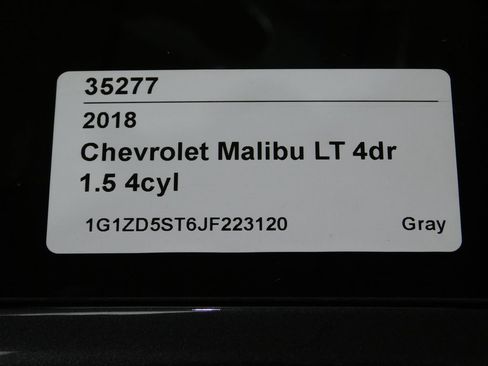 35277
2018
Chevrolet Malibu LT 4dr
1.5 4cyl
1G1ZD5ST6JF223120 Gray